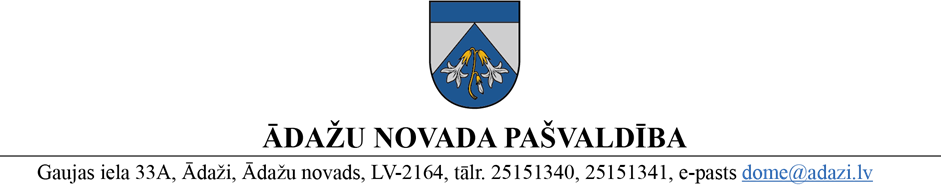 ĀDAŽU NOVADA PAŠVALDĪBA
Gaujas iela 33A, Ādaži, Ādažu novads, LV-2164, tālr. 25151340, 25151341, e-pasts dome@adazi.lv